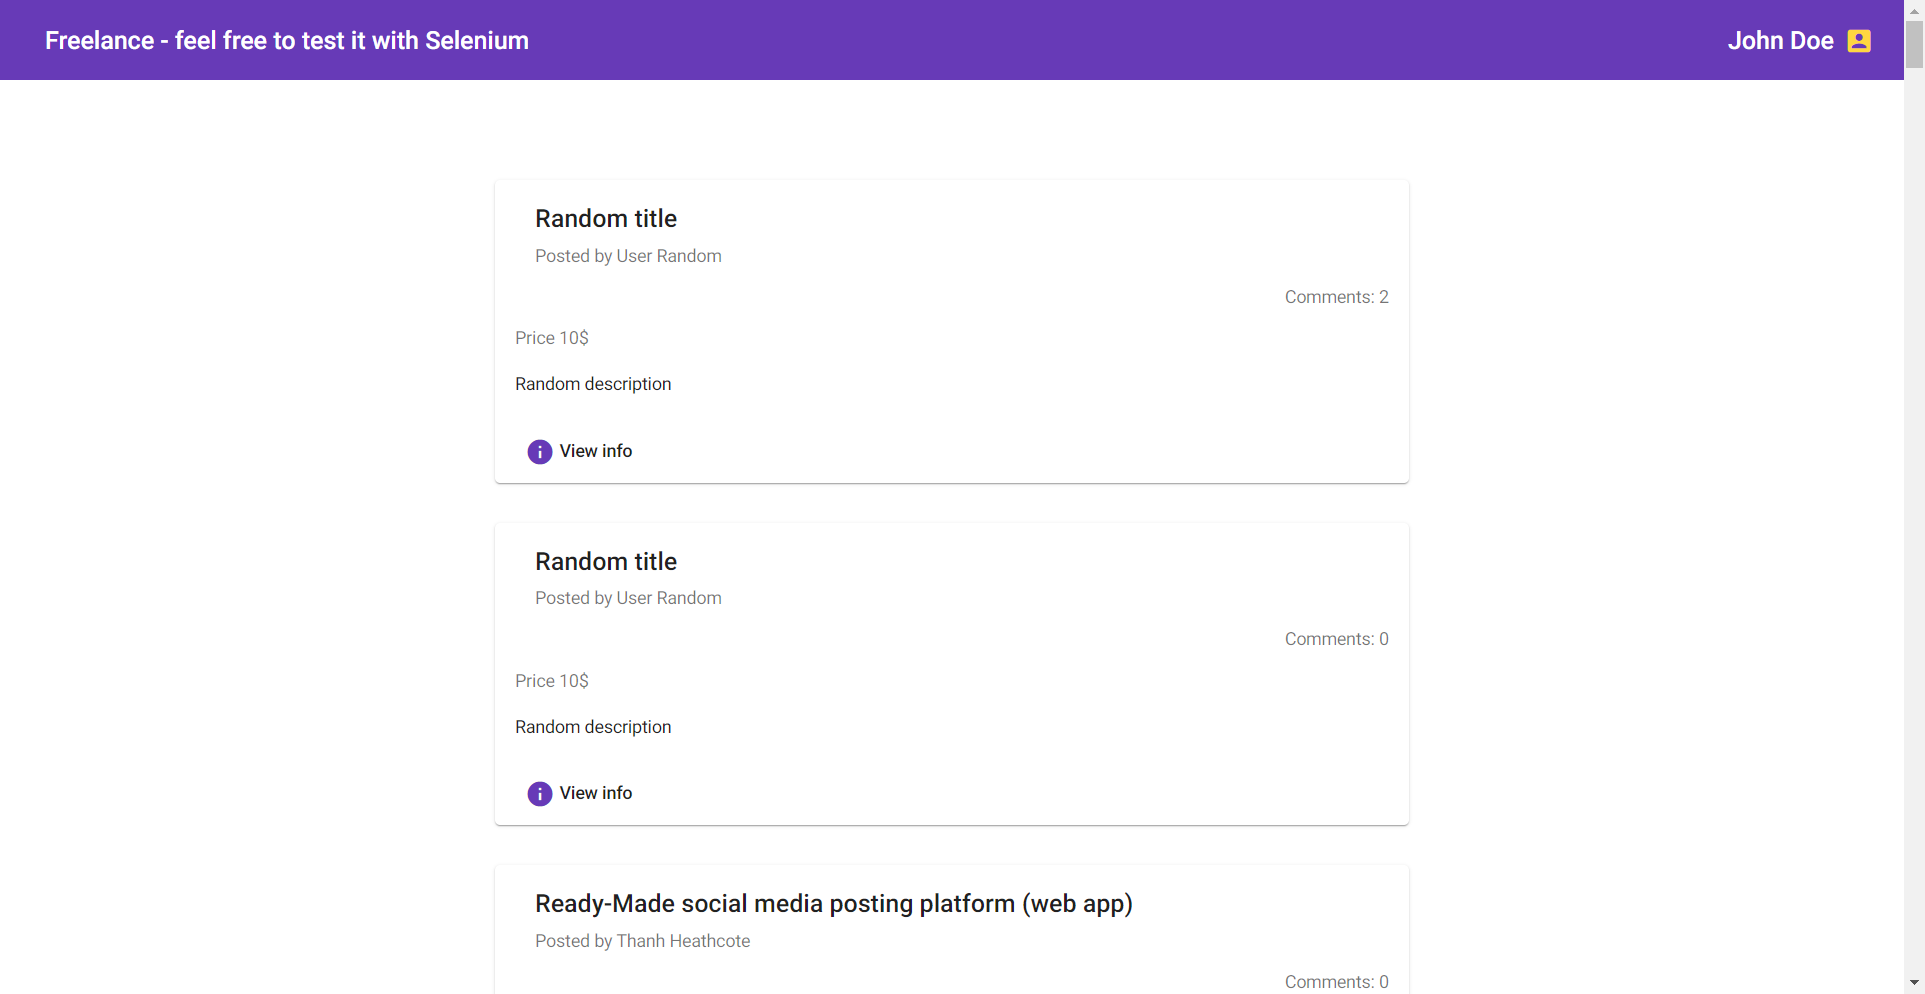 Freelance - feel free to test it with Selenium
John Doe
Random title
Posted by User Random
Comments: 2
Price 10$
Random description
View info
Random title
Posted by User Random
Comments: 0
Price 10$
Random description
View info
Ready-Made social media posting platform (web app)
Posted by Thanh Heathcote
Comments: 0